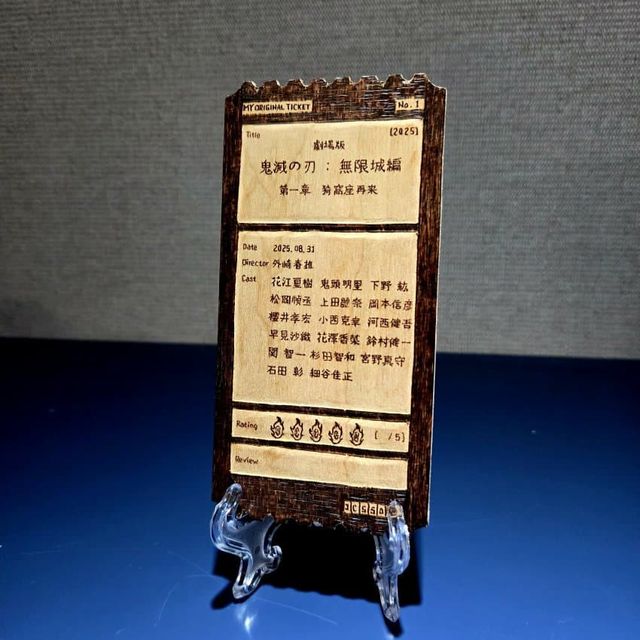 MY ORIGINAL TICKET No. 1
Title [2025]
劇場版
鬼滅の刃 : 無限城編
第一章 猗窩座再来
Date 2025.08.31
Director 外崎春雄
Cast 花江夏樹 鬼頭明里 下野 紘
松岡禎丞 上田麗奈 岡本信彦
櫻井孝宏 小西克幸 河西健吾
早見沙織 花澤香菜 鈴村健一
関 智一 杉田智和 宮野真守
石田 彰 細谷佳正
Rating [ /5]
Review